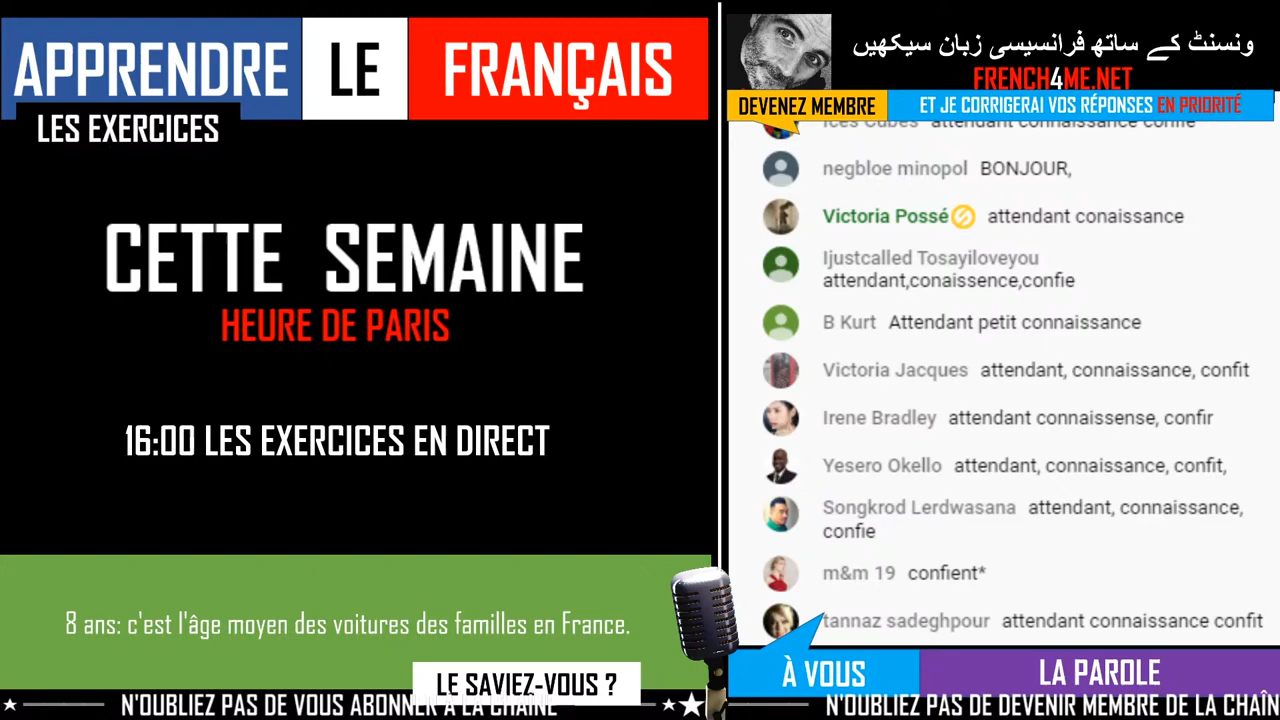 APPRENDRE LE FRANÇAIS
LES EXERCICES
CETTE SEMAINE
HEURE DE PARIS
16:00 LES EXERCICES EN DIRECT
8 ans: c'est l'âge moyen des voitures des familles en France.
LE SAVIEZ-VOUS ?
N'OUBLIEZ PAS DE VOUS ABONNER À LA CHAÎNE
ونسنٹ کے ساتھ فرانسیسی زبان سیکھیں
FRENCH4ME.NET
DEVENEZ MEMBRE
ET JE CORRIGERAI VOS RÉPONSES EN PRIORITÉ
Ices Cubes attendant connaissance confie
negbloe minopol BONJOUR,
Victoria Possé attendant conaissance
Ijustcalled Tosayiloveyou
attendant,conaissence,confie
B Kurt Attendant petit connaissance
Victoria Jacques attendant, connaissance, confit
Irene Bradley attendant connaissense, confir
Yesero Okello attendant, connaissance, confit,
Songkrod Lerdwasana attendant, connaissance,
confie
m&m 19 confient*
tannaz sadeghpour attendant connaissance confit
À VOUS LA PAROLE
N'OUBLIEZ PAS DE DEVENIR MEMBRE DE LA CHAÎN